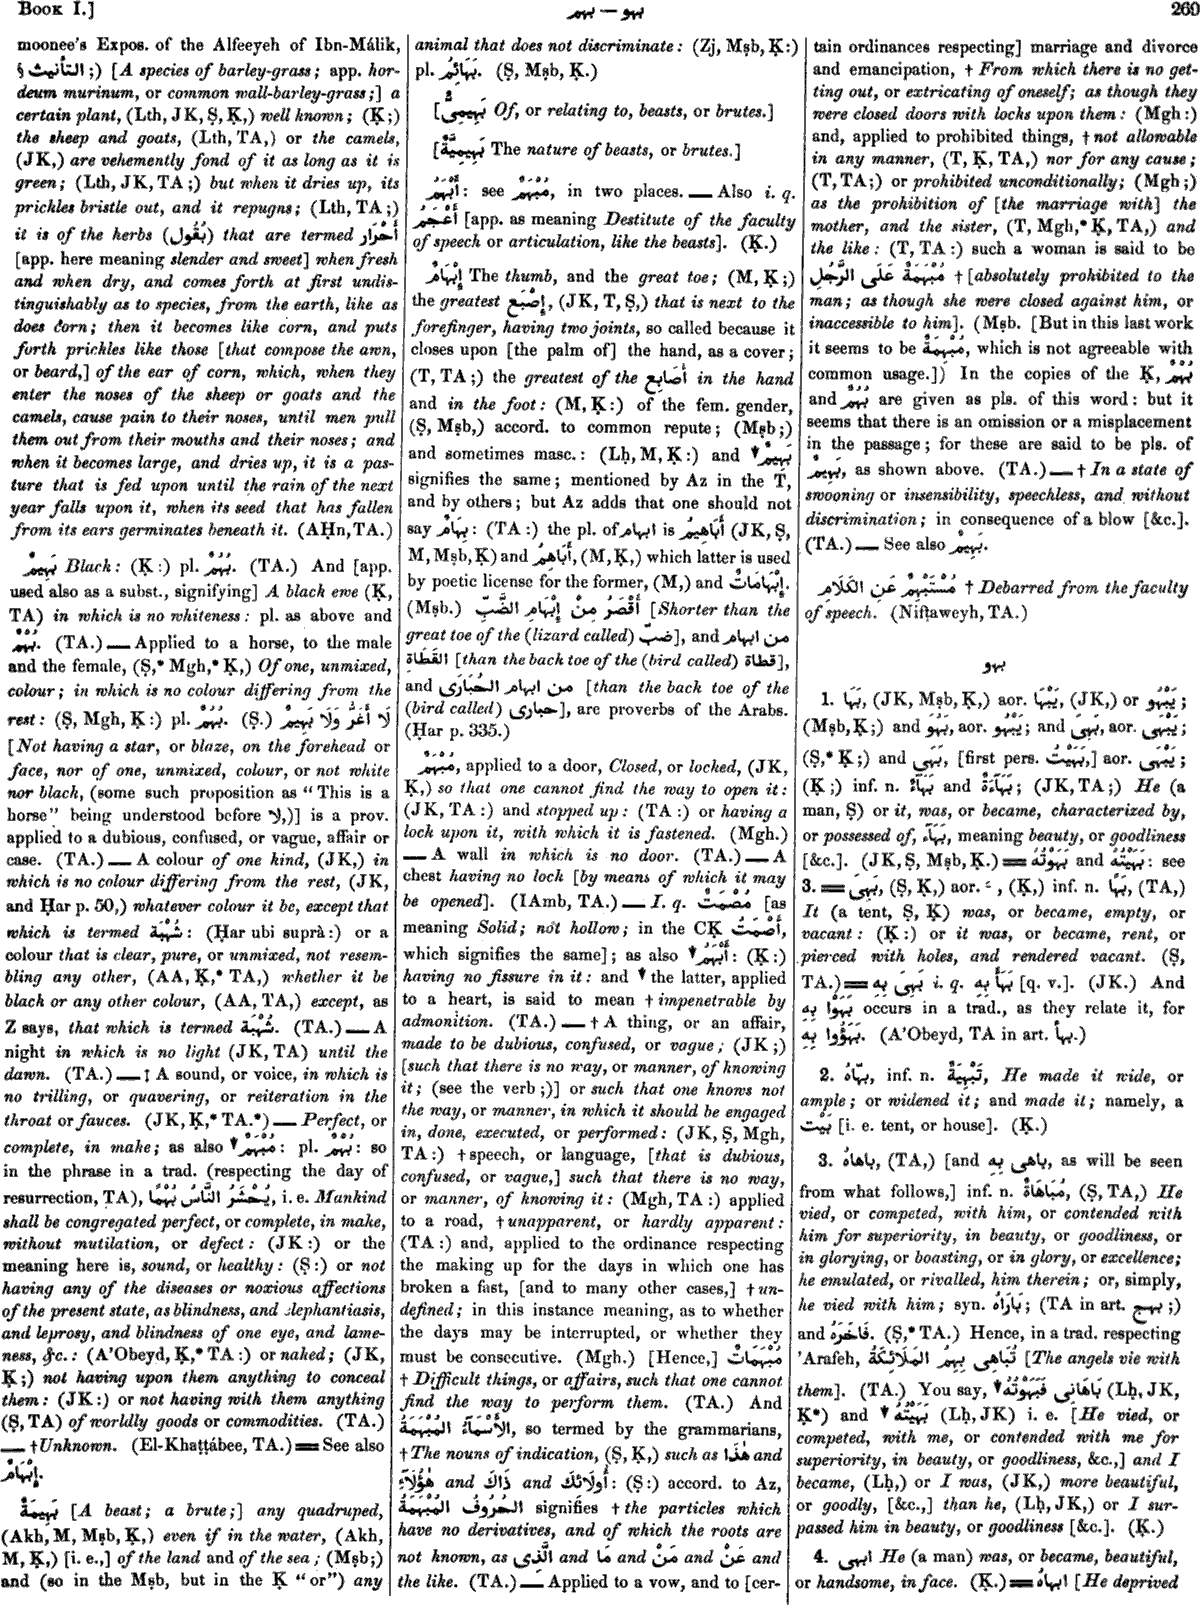 BOOK I.]
بهو — بهم
260
moonee's Expos. of the Alfeeyeh of Ibn-Málik,
§ التأنيث;) [A species of barley-grass; app. hor-
deum murinum, or common wall-barley-grass;] a
certain plant, (Lth, JK, Ṣ, Ḳ,) well known; (Ḳ;)
the sheep and goats, (Lth, TA,) or the camels,
(JK,) are vehemently fond of it as long as it is
green; (Lth, JK, TA;) but when it dries up, its
prickles bristle out, and it repugns; (Lth, TA;)
it is of the herbs (بُقُول) that are termed أَحْرَار
[app. here meaning slender and sweet] when fresh
and when dry, and comes forth at first undis-
tinguishably as to species, from the earth, like as
does corn; then it becomes like corn, and puts
forth prickles like those [that compose the awn,
or beard,] of the ear of corn, which, when they
enter the noses of the sheep or goats and the
camels, cause pain to their noses, until men pull
them out from their mouths and their noses; and
when it becomes large, and dries up, it is a pas-
ture that is fed upon until the rain of the next
year falls upon it, when its seed that has fallen
from its ears germinates beneath it. (AḤn, TA.)
بَهِيمٌ Black: (Ḳ:) pl. بُهُمٌ. (TA.) And [app.
used also as a subst., signifying] A black ewe (Ḳ,
TA) in which is no whiteness: pl. as above and
بُهْمٌ. (TA.) — Applied to a horse, to the male
and the female, (Ṣ,* Mgh,* Ḳ,) Of one, unmixed,
colour; in which is no colour differing from the
rest: (Ṣ, Mgh, Ḳ:) pl. بُهُمٌ. (Ṣ.) لَا أَغَرُّ وَلَا بَهِيمٌ
[Not having a star, or blaze, on the forehead or
face, nor of one, unmixed, colour, or not white
nor black, (some such proposition as "This is a
horse" being understood before لا,)] is a prov.
applied to a dubious, confused, or vague, affair or
case. (TA.) — A colour of one kind, (JK,) in
which is no colour differing from the rest, (JK,
and Ḥar p. 50,) whatever colour it be, except that
which is termed شُهْبَة: (Ḥar ubi suprà:) or a
colour that is clear, pure, or unmixed, not resem-
bling any other, (AA, Ḳ,* TA,) whether it be
black or any other colour, (AA, TA,) except, as
Z says, that which is termed شُهْبَة. (TA.) — A
night in which is no light (JK, TA) until the
dawn. (TA.) — ‡ A sound, or voice, in which is
no trilling, or quavering, or reiteration in the
throat or fauces. (JK, Ḳ,* TA.*) — Perfect, or
complete, in make; as also ▼ مُبْهَمٌ: pl. بُهْمٌ: so
in the phrase in a trad. (respecting the day of
resurrection, TA), يُحْشَرُ النَّاسُ بُهْمًا, i. e. Mankind
shall be congregated perfect, or complete, in make,
without mutilation, or defect: (JK:) or the
meaning here is, sound, or healthy: (Ṣ:) or not
having any of the diseases or noxious affections
of the present state, as blindness, and elephantiasis,
and leprosy, and blindness of one eye, and lame-
ness, &c.: (A'Obeyd, Ḳ,* TA:) or naked; (JK,
Ḳ;) not having upon them anything to conceal
them: (JK:) or not having with them anything
(Ṣ, TA) of worldly goods or commodities. (TA.)
— † Unknown. (El-Khaṭṭábee, TA.) = See also
إِبْهَامٌ.
بَهِيمَةٌ [A beast; a brute;] any quadruped,
(Akh, M, Mṣb, Ḳ,) even if in the water, (Akh,
M, Ḳ,) [i. e.,] of the land and of the sea; (Mṣb;)
and (so in the Mṣb, but in the Ḳ "or") any
animal that does not discriminate: (Zj, Mṣb, Ḳ:)
pl. بَهَائِمُ. (Ṣ, Mṣb, Ḳ.)
[بَهِيمِىٌّ Of, or relating to, beasts, or brutes.]
[بَهِيمِيَّةٌ The nature of beasts, or brutes.]
أَبْهَمُ: see مُبْهَمٌ, in two places. — Also i. q.
أَعْجَمُ [app. as meaning Destitute of the faculty
of speech or articulation, like the beasts]. (Ḳ.)
إِبْهَامٌ The thumb, and the great toe; (M, Ḳ;)
the greatest إِصْبَع, (JK, T, Ṣ,) that is next to the
forefinger, having two joints, so called because it
closes upon [the palm of] the hand, as a cover;
(T, TA;) the greatest of the أَصَابِع in the hand
and in the foot: (M, Ḳ:) of the fem. gender,
(Ṣ, Mṣb,) accord. to common repute; (Mṣb;)
and sometimes masc.: (Lḥ, M, Ḳ:) and ▼ بَهِيمٌ
signifies the same; mentioned by Az in the T,
and by others; but Az adds that one should not
say بِهَامٌ: (TA:) the pl. of ابهام is أَبَاهِيمُ (JK, Ṣ,
M, Mṣb, Ḳ) and أَبَاهِمُ, (M, Ḳ,) which latter is used
by poetic license for the former, (M,) and إِبْهَامَاتٌ.
(Mṣb.) أَقْصَرُ مِنْ إِبْهَامِ الضَّبِّ [Shorter than the
great toe of the (lizard called) ضبّ], and من ابهام
القَطَاةِ [than the back toe of the (bird called) قطاة],
and من ابهام الحُبَارَى [than the back toe of the
(bird called) حبارى], are proverbs of the Arabs.
(Ḥar p. 335.)
مُبْهَمٌ, applied to a door, Closed, or locked, (JK,
Ḳ,) so that one cannot find the way to open it:
(JK, TA:) and stopped up: (TA:) or having a
lock upon it, with which it is fastened. (Mgh.)
— A wall in which is no door. (TA.) — A
chest having no lock [by means of which it may
be opened]. (IAmb, TA.) — I. q. مُصْمَتٌ [as
meaning Solid; not hollow; in the CḲ أَصْمَتُ,
which signifies the same]; as also ▼ أَبْهَمُ: (Ḳ:)
having no fissure in it: and ▼ the latter, applied
to a heart, is said to mean † impenetrable by
admonition. (TA.) — † A thing, or an affair,
made to be dubious, confused, or vague; (JK;)
[such that there is no way, or manner, of knowing
it; (see the verb;)] or such that one knows not
the way, or manner, in which it should be engaged
in, done, executed, or performed: (JK, Ṣ, Mgh,
TA:) † speech, or language, [that is dubious,
confused, or vague,] such that there is no way,
or manner, of knowing it: (Mgh, TA:) applied
to a road, † unapparent, or hardly apparent:
(TA:) and, applied to the ordinance respecting
the making up for the days in which one has
broken a fast, [and to many other cases,] † un-
defined; in this instance meaning, as to whether
the days may be interrupted, or whether they
must be consecutive. (Mgh.) [Hence,] مُبْهَمَاتٌ
† Difficult things, or affairs, such that one cannot
find the way to perform them. (TA.) And
الأَسْمَآءُ المُبْهَمَةُ, so termed by the grammarians,
† The nouns of indication, (Ṣ, Ḳ,) such as هٰذَا and
هٰؤُلَآءِ and ذَاكَ and أُولَائِكَ: (Ṣ:) accord. to Az,
الحُرُوفُ المُبْهَمَةُ signifies † the particles which
have no derivatives, and of which the roots are
not known, as الَّذِى and مَا and مَنْ and عَنْ and
the like. (TA.) — Applied to a vow, and to [cer-
tain ordinances respecting] marriage and divorce
and emancipation, † From which there is no get-
ting out, or extricating of oneself; as though they
were closed doors with locks upon them: (Mgh:)
and, applied to prohibited things, † not allowable
in any manner, (T, Ḳ, TA,) nor for any cause;
(T, TA;) or prohibited unconditionally; (Mgh;)
as the prohibition of [the marriage with] the
mother, and the sister, (T, Mgh,* Ḳ, TA,) and
the like: (T, TA:) such a woman is said to be
مُبْهَمَةٌ عَلَى الرَّجُلِ † [absolutely prohibited to the
man; as though she were closed against him, or
inaccessible to him]. (Mṣb. [But in this last work
it seems to be مُبْهِمَةٌ, which is not agreeable with
common usage.]) In the copies of the Ḳ, بُهْمٌ
and بُهُمٌ are given as pls. of this word: but it
seems that there is an omission or a misplacement
in the passage; for these are said to be pls. of
بَهِيمٌ, as shown above. (TA.) — † In a state of
swooning or insensibility, speechless, and without
discrimination; in consequence of a blow [&c.].
(TA.) — See also بَهِيمٌ.
مُسْتَبْهِمٌ عَنِ الكَلَامِ † Debarred from the faculty
of speech. (Nifṭaweyh, TA.)
بهو
1. بَهَا, (JK, Mṣb, Ḳ,) aor. يَبْهَا, (JK,) or يَبْهُو;
(Mṣb, Ḳ;) and بَهُوَ, aor. يَبْهُو; and بَهِىَ, aor. يَبْهَى;
(Ṣ,* Ḳ;) and بَهَى, [first pers. بَهَيْتُ,] aor. يَبْهَى;
(Ḳ;) inf. n. بَهَآءٌ and بَهَآءَةٌ; (JK, TA;) He (a
man, Ṣ) or it, was, or became, characterized by,
or possessed of, بَهَآء, meaning beauty, or goodliness
[&c.]. (JK, Ṣ, Mṣb, Ḳ.) = بَهَوْتُهُ and بَهَيْتُهُ: see
3. = بَهِىَ, (Ṣ, Ḳ,) aor. ـَ, (Ḳ,) inf. n. بَهًا, (TA,)
It (a tent, Ṣ, Ḳ) was, or became, empty, or
vacant: (Ḳ:) or it was, or became, rent, or
pierced with holes, and rendered vacant. (Ṣ,
TA.) = بَهِىَ بِهِ i. q. بَهَأَ بِهِ [q. v.]. (JK.) And
بَهَوْا بِهِ occurs in a trad., as they relate it, for
بَهَؤُوا بِهِ. (A'Obeyd, TA in art. بهأ.)
2. بَهَّاهُ, inf. n. تَبْهِيَةٌ, He made it wide, or
ample; or widened it; and made it; namely, a
بَيْت [i. e. tent, or house]. (Ḳ.)
3. بَاهَاهُ, (TA,) [and باهى بِهِ, as will be seen
from what follows,] inf. n. مُبَاهَاةٌ, (Ṣ, TA,) He
vied, or competed, with him, or contended with
him for superiority, in beauty, or goodliness, or
in glorying, or boasting, or in glory, or excellence;
he emulated, or rivalled, him therein; or, simply,
he vied with him; syn. بَارَاهُ; (TA in art. بهج;)
and فَاخَرَهُ. (Ṣ,* TA.) Hence, in a trad. respecting
'Arafeh, تُبَاهِى بِهِمُ المَلَائِكَةُ [The angels vie with
them]. (TA.) You say, بَاهَانِى فَبَهَوْتُهُ ▼ (Lḥ, JK,
Ḳ*) and ▼ بَهَيْتُهُ (Lḥ, JK) i. e. [He vied, or
competed, with me, or contended with me for
superiority, in beauty, or goodliness, &c.,] and I
became, (Lḥ,) or I was, (JK,) more beautiful,
or goodly, [&c.,] than he, (Lḥ, JK,) or I sur-
passed him in beauty, or goodliness [&c.]. (Ḳ.)
4. ابهى He (a man) was, or became, beautiful,
or handsome, in face. (Ḳ.) = ابهاهُ [He deprived